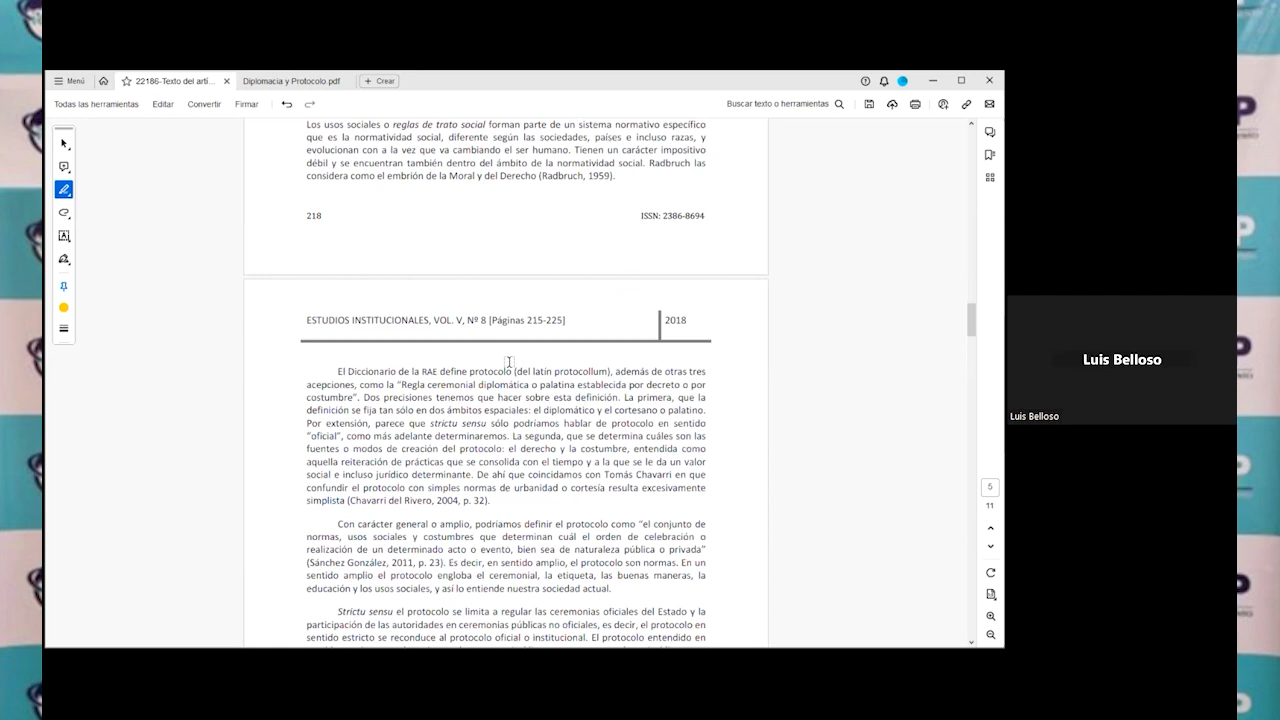 Menú
22186-Texto del artí...
Diplomacia y Protocolo.pdf
Crear
Todas las herramientas
Editar
Convertir
Firmar
Buscar texto o herramientas
Los usos sociales o reglas de trato social forman parte de un sistema normativo específico
que es la normatividad social, diferente según las sociedades, países e incluso razas, y
evolucionan con a la vez que va cambiando el ser humano. Tienen un carácter impositivo
débil y se encuentran también dentro del ámbito de la normatividad social. Radbruch las
considera como el embrión de la Moral y del Derecho (Radbruch, 1959).
218
ISSN: 2386-8694
ESTUDIOS INSTITUCIONALES, VOL. V, Nº 8 [Páginas 215-225]
2018
El Diccionario de la RAE define protocolo (del latín protocollum), además de otras tres
acepciones, como la "Regla ceremonial diplomática o palatina establecida por decreto o por
costumbre". Dos precisiones tenemos que hacer sobre esta definición. La primera, que la
definición se fija tan sólo en dos ámbitos espaciales: el diplomático y el cortesano o palatino.
Por extensión, parece que strictu sensu sólo podríamos hablar de protocolo en sentido
"oficial", como más adelante determinaremos. La segunda, que se determina cuáles son las
fuentes o modos de creación del protocolo: el derecho y la costumbre, entendida como
aquella reiteración de prácticas que se consolida con el tiempo y a la que se le da un valor
social e incluso jurídico determinante. De ahí que coincidamos con Tomás Chavarri en que
confundir el protocolo con simples normas de urbanidad o cortesía resulta excesivamente
simplista (Chavarri del Rivero, 2004, p. 32).
Con carácter general o amplio, podríamos definir el protocolo como "el conjunto de
normas, usos sociales y costumbres que determinan cuál el orden de celebración o
realización de un determinado acto o evento, bien sea de naturaleza pública o privada"
(Sánchez González, 2011, p. 23). Es decir, en sentido amplio, el protocolo son normas. En un
sentido amplio el protocolo engloba el ceremonial, la etiqueta, las buenas maneras, la
educación y los usos sociales, y así lo entiende nuestra sociedad actual.
Strictu sensu el protocolo se limita a regular las ceremonias oficiales del Estado y la
participación de las autoridades en ceremonias públicas no oficiales, es decir, el protocolo en
sentido estricto se reconduce al protocolo oficial o institucional. El protocolo entendido en
5
11
Luis Belloso
Luis Belloso